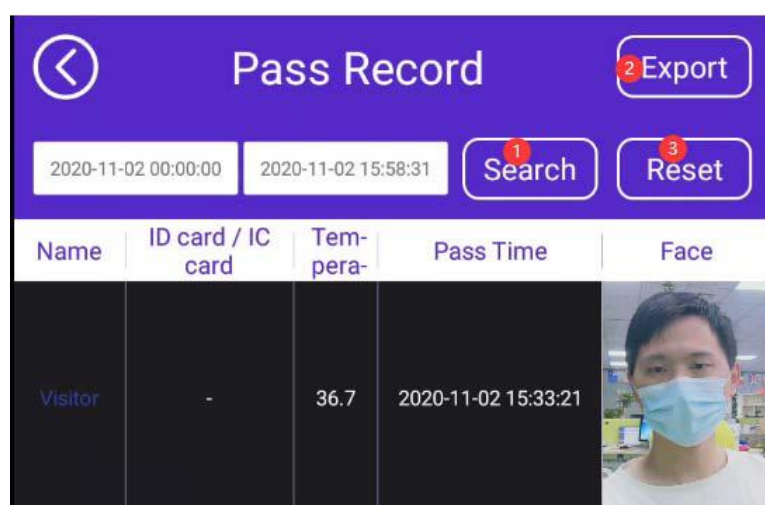 Pass Record
2 Export
2020-11-02 00:00:00
2020-11-02 15:58:31
1
Search
3
Reset
Name
ID card / IC
card
Tem-
pera-
Pass Time
Face
Visitor
-
36.7
2020-11-02 15:33:21